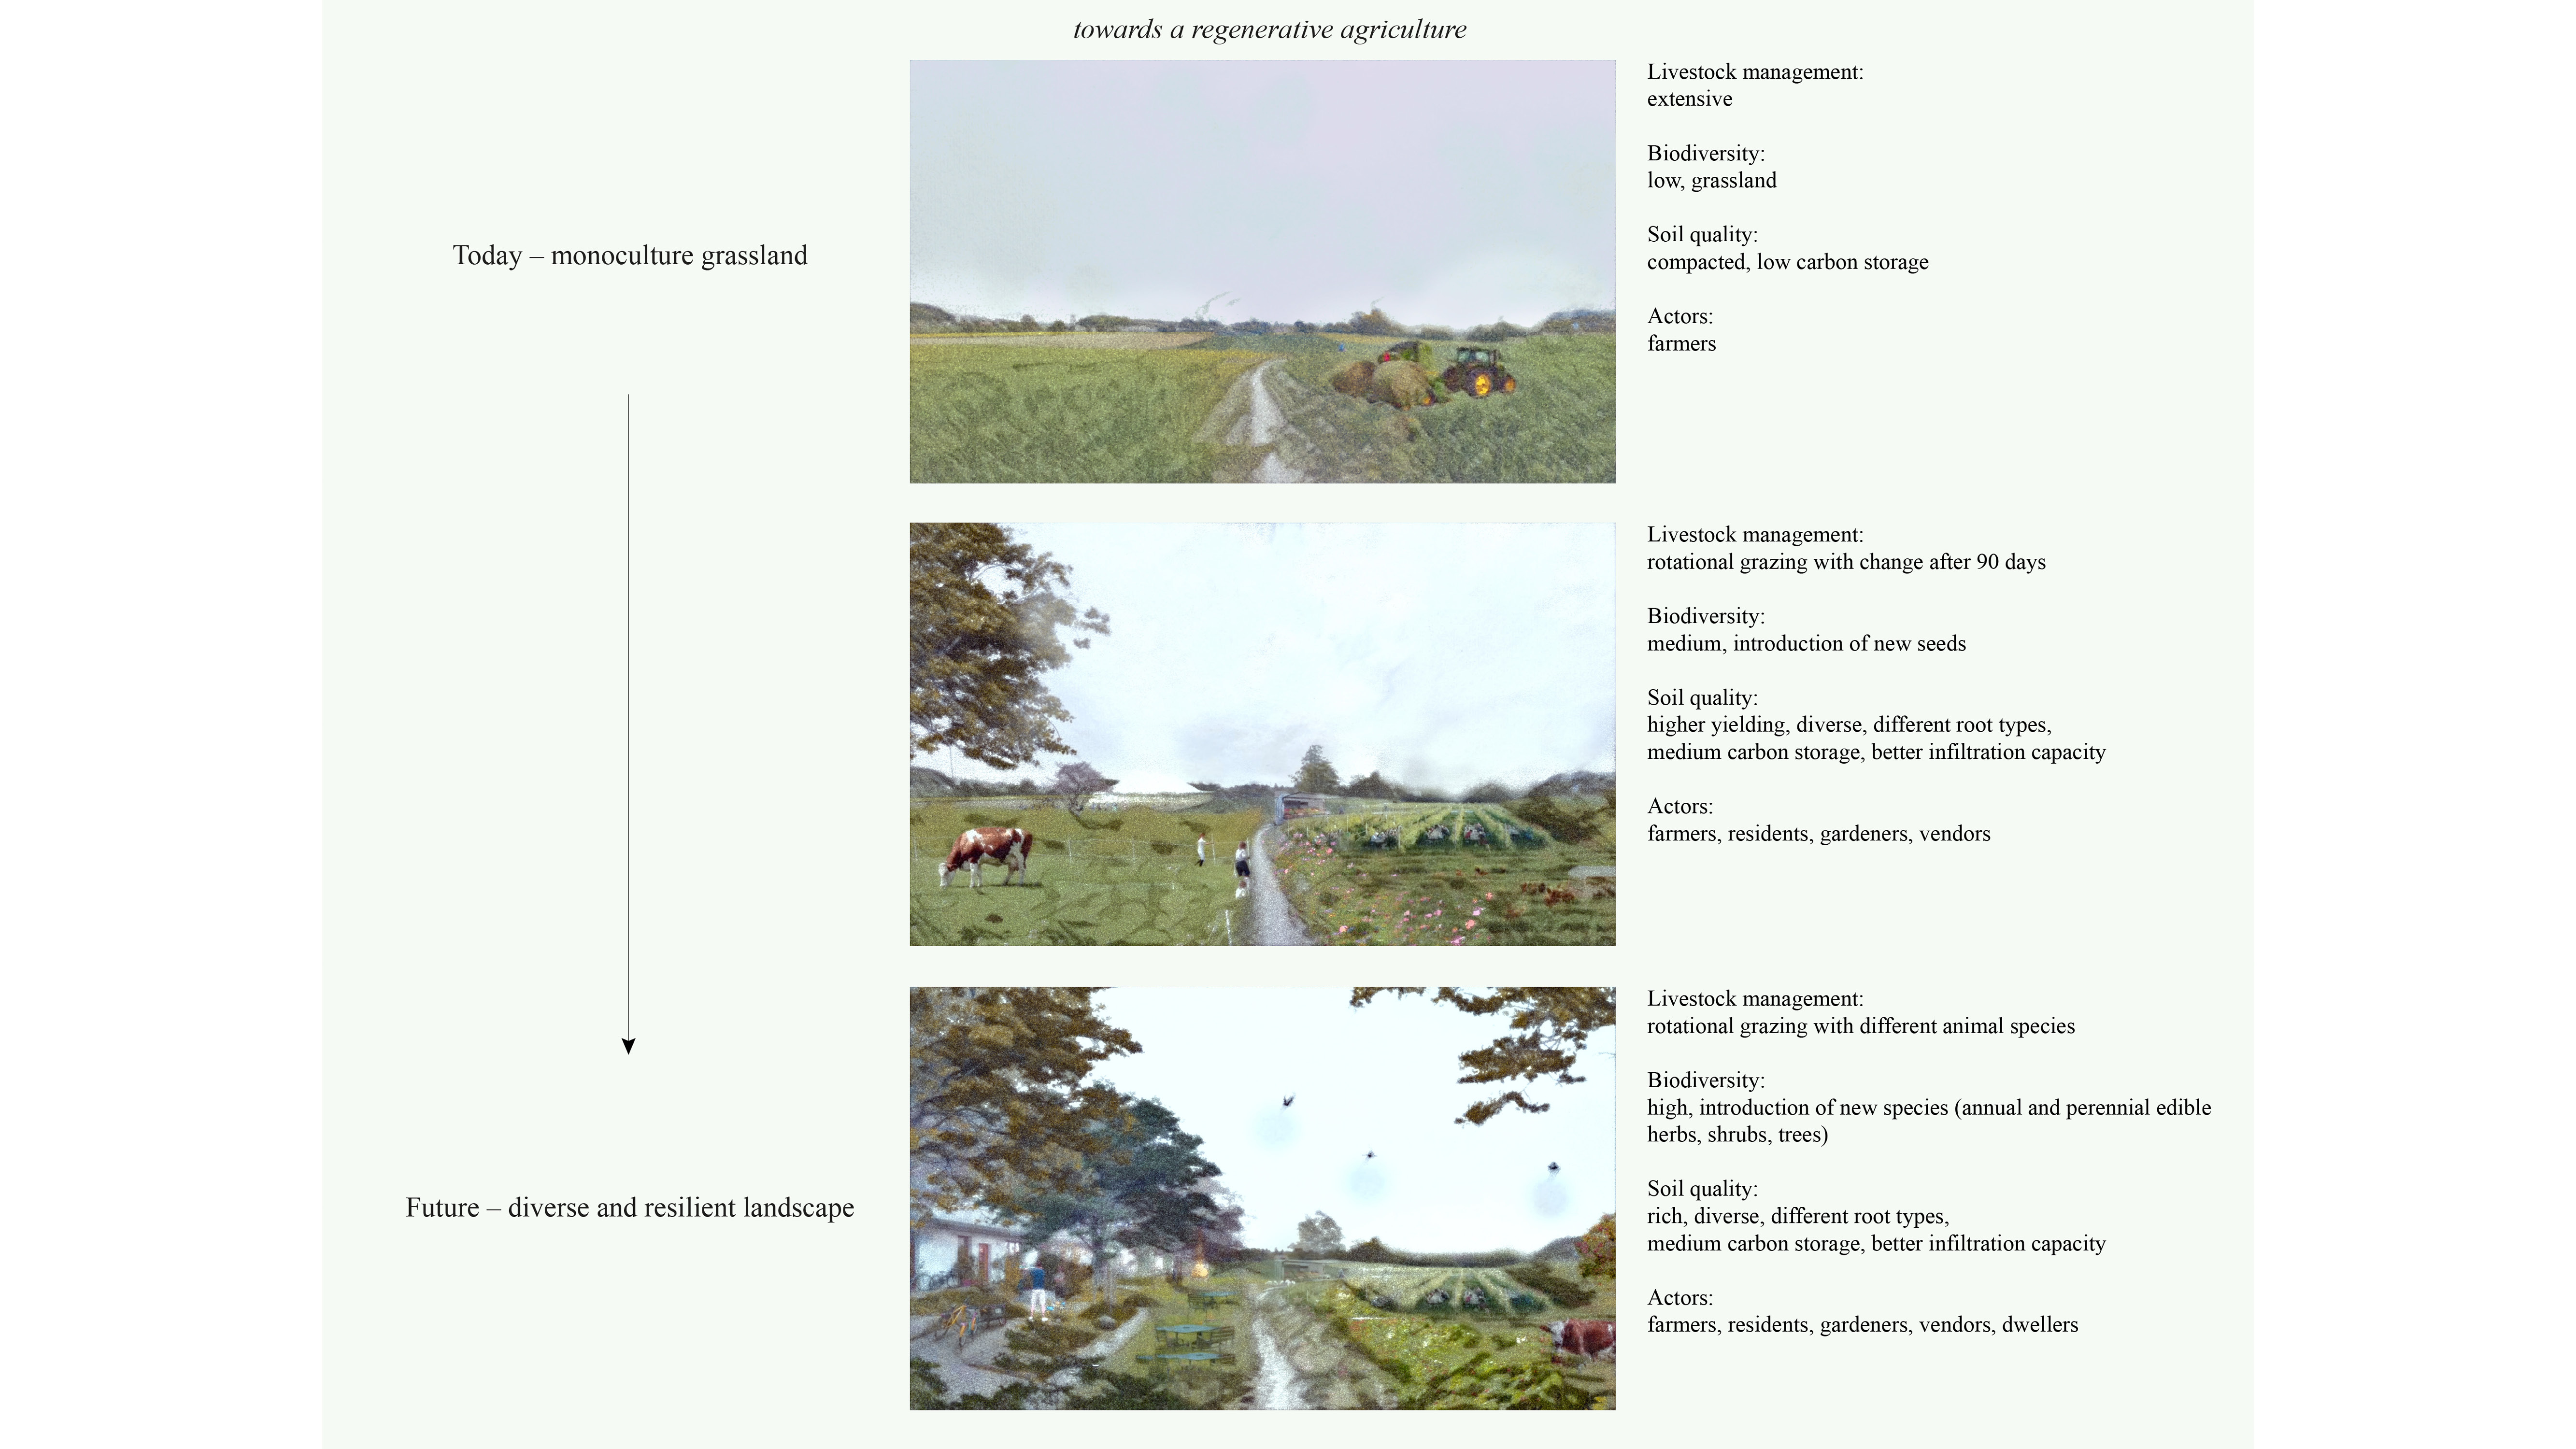 towards a regenerative agriculture
Today – monoculture grassland
Livestock management:
extensive
Biodiversity:
low, grassland
Soil quality:
compacted, low carbon storage
Actors:
farmers
Livestock management:
rotational grazing with change after 90 days
Biodiversity:
medium, introduction of new seeds
Soil quality:
higher yielding, diverse, different root types,
medium carbon storage, better infiltration capacity
Actors:
farmers, residents, gardeners, vendors
Future – diverse and resilient landscape
Livestock management:
rotational grazing with different animal species
Biodiversity:
high, introduction of new species (annual and perennial edible
herbs, shrubs, trees)
Soil quality:
rich, diverse, different root types,
medium carbon storage, better infiltration capacity
Actors:
farmers, residents, gardeners, vendors, dwellers